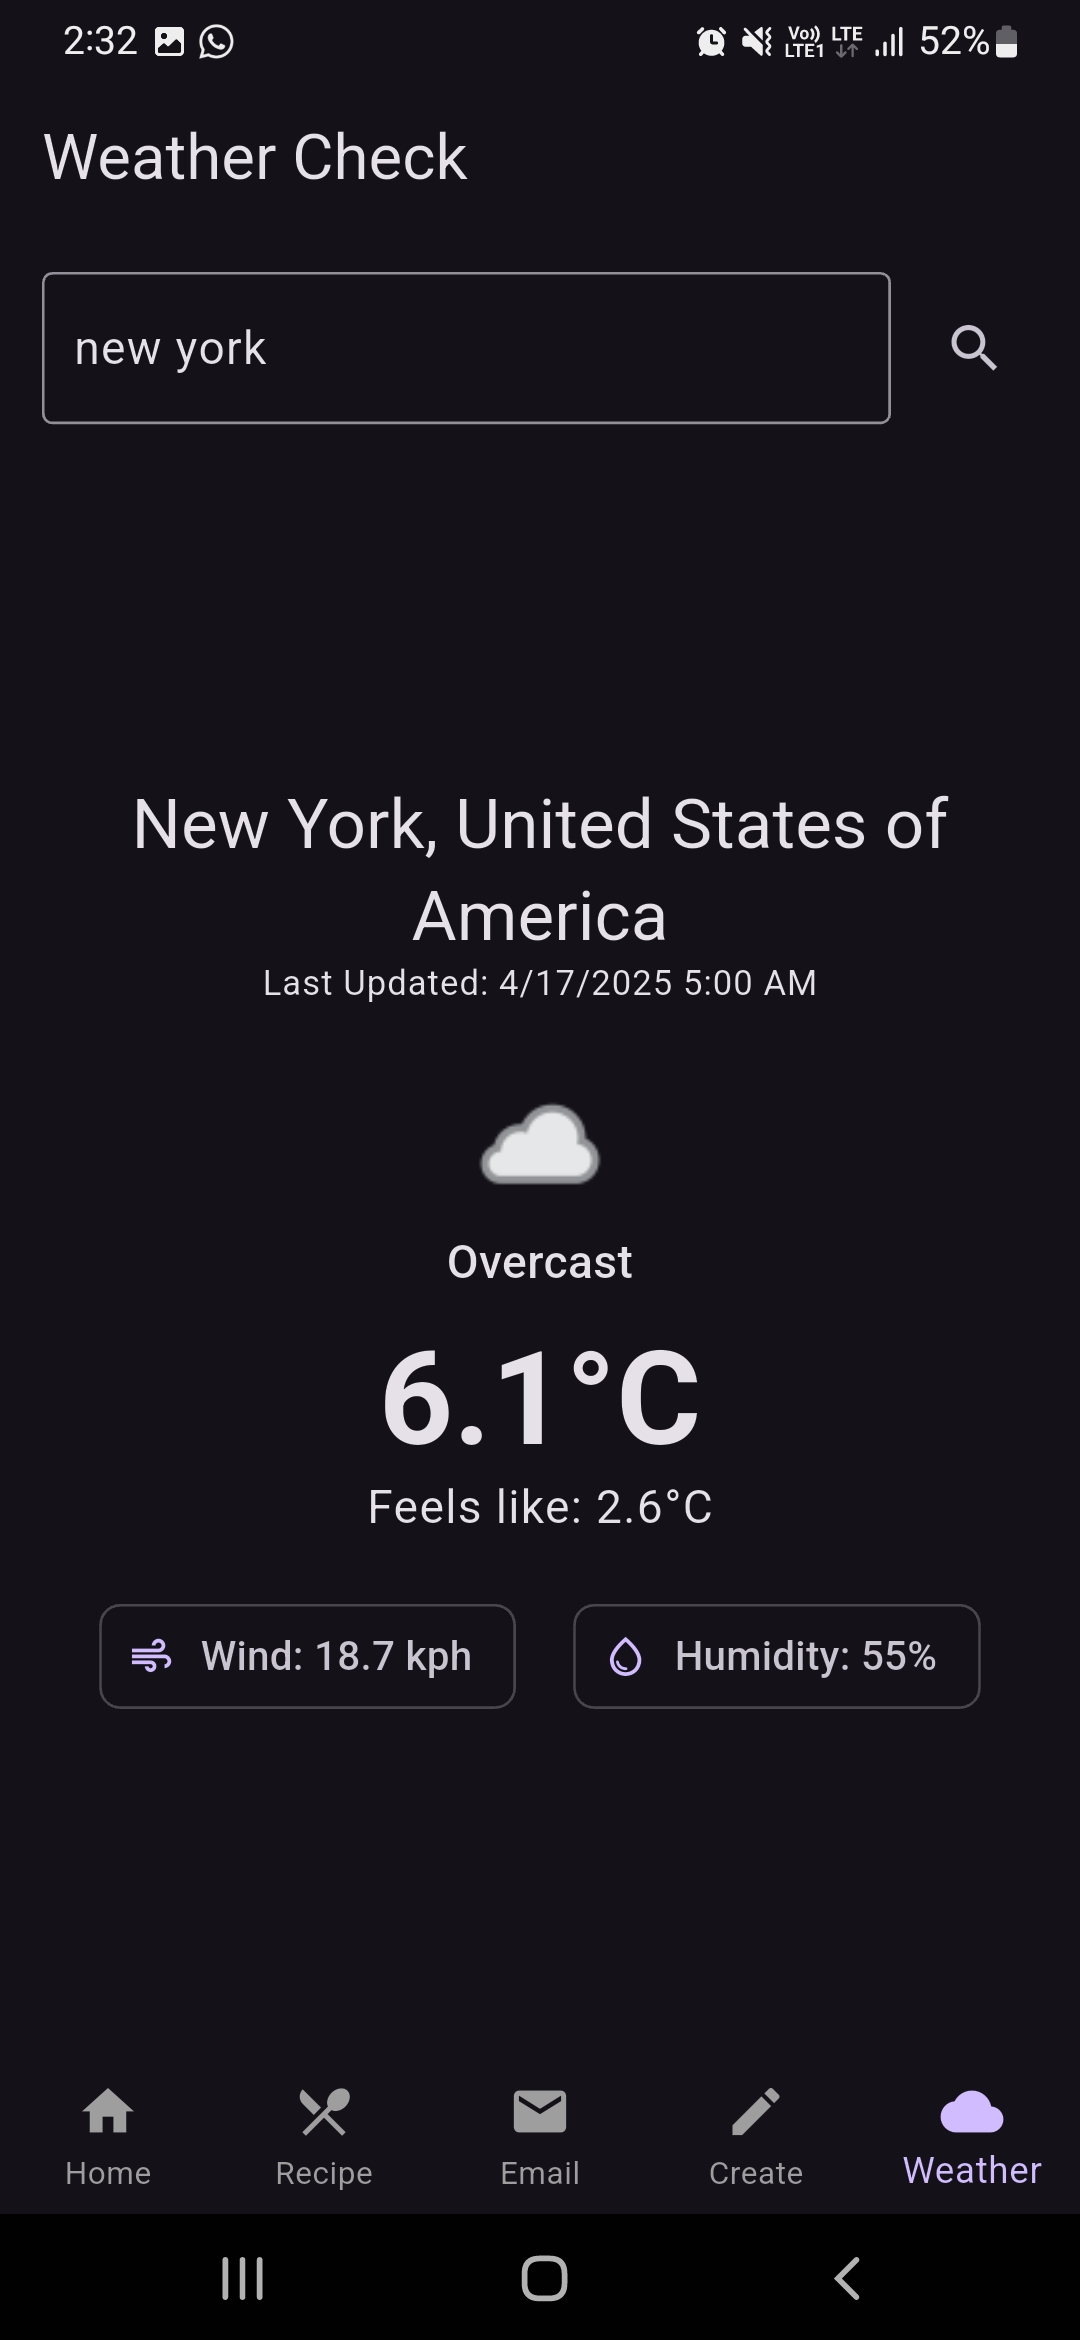 2:32 Vo)) LTE1 LTE 52%
Weather Check
new york
New York, United States of
America
Last Updated: 4/17/2025 5:00 AM
Overcast
6.1°C
Feels like: 2.6°C
Wind: 18.7 kph Humidity: 55%
Home Recipe Email Create Weather